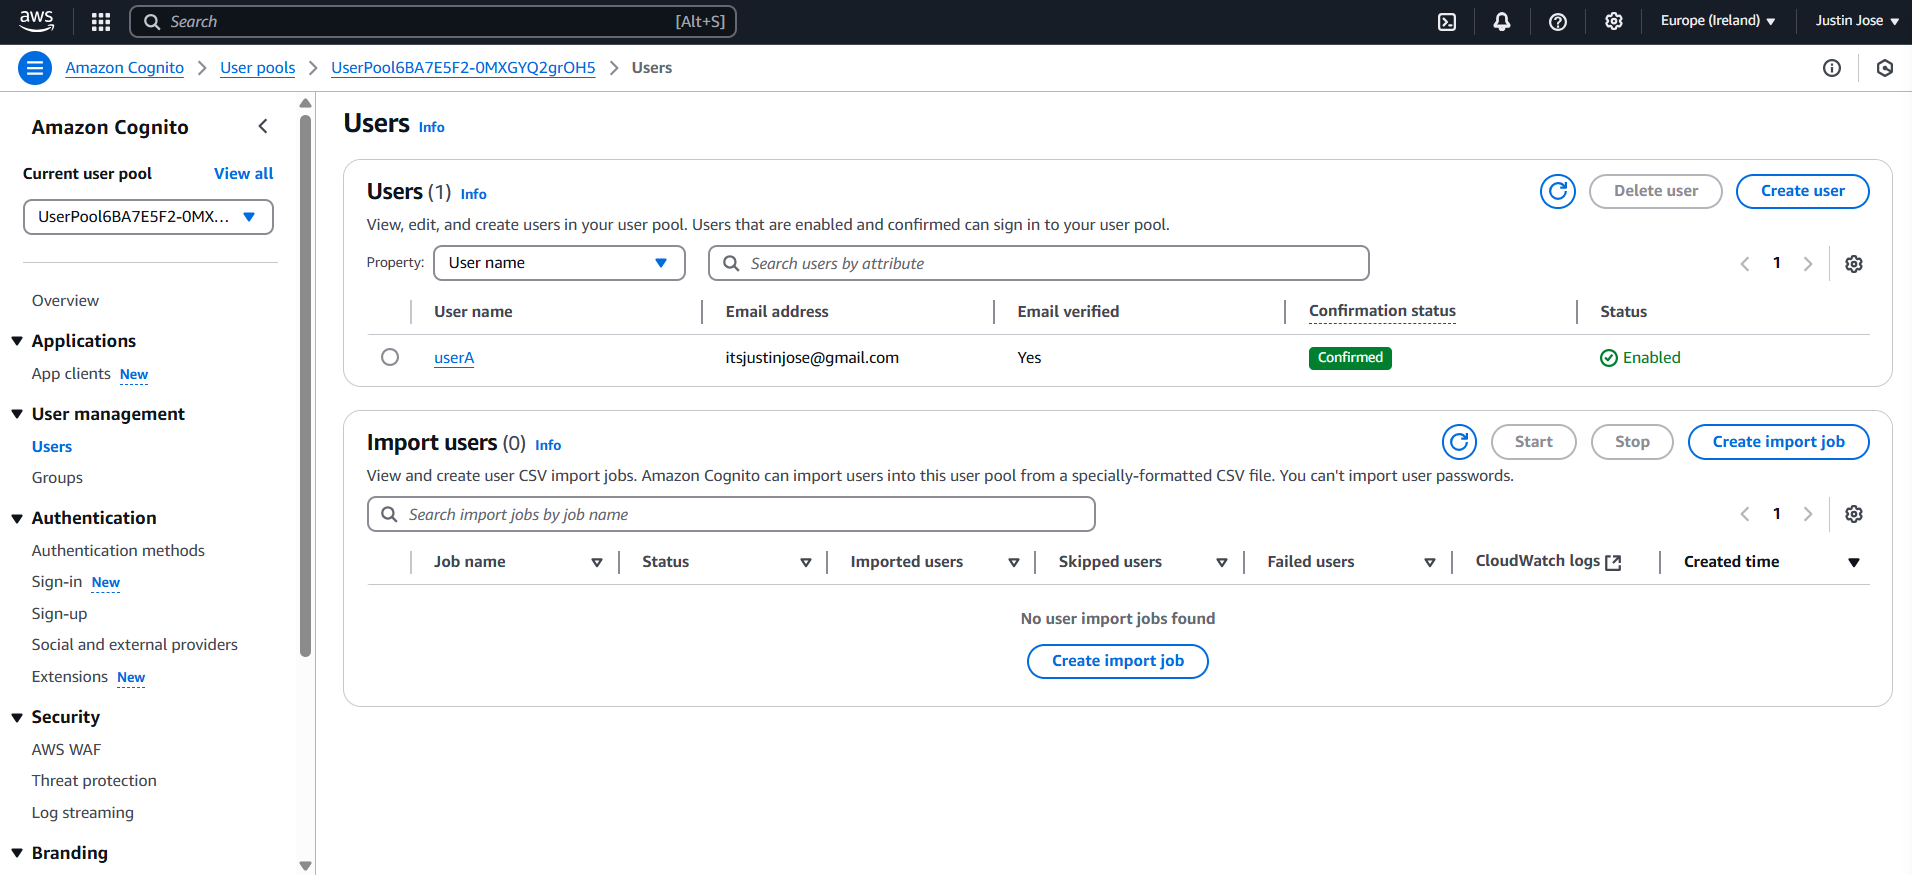 aws
Search [Alt+S]
Europe (Ireland)
Justin Jose
Amazon Cognito
User pools
UserPool6BA7E5F2-0MXGYQ2grOH5
Users
Amazon Cognito
Current user pool
View all
UserPool6BA7E5F2-0MX...
Overview
Applications
App clients New
User management
Users
Groups
Authentication
Authentication methods
Sign-in New
Sign-up
Social and external providers
Extensions New
Security
AWS WAF
Threat protection
Log streaming
Branding
Users Info
Users (1) Info
Delete user
Create user
View, edit, and create users in your user pool. Users that are enabled and confirmed can sign in to your user pool.
Property: User name
Search users by attribute
1
User name Email address Email verified Confirmation status Status
userA itsjustinjose@gmail.com Yes Confirmed Enabled
Import users (0) Info
Start
Stop
Create import job
View and create user CSV import jobs. Amazon Cognito can import users into this user pool from a specially-formatted CSV file. You can't import user passwords.
Search import jobs by job name
1
Job name Status Imported users Skipped users Failed users CloudWatch logs Created time
No user import jobs found
Create import job